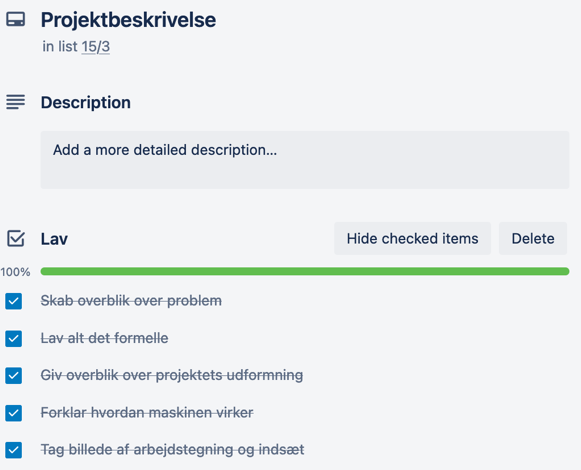 Projektbeskrivelse
in list 15/3
Description
Add a more detailed description...
Lav
Hide checked items
Delete
100%
Skab overblik over problem
Lav alt det formelle
Giv overblik over projektets udformning
Forklar hvordan maskinen virker
Tag billede af arbejdstegning og indsæt